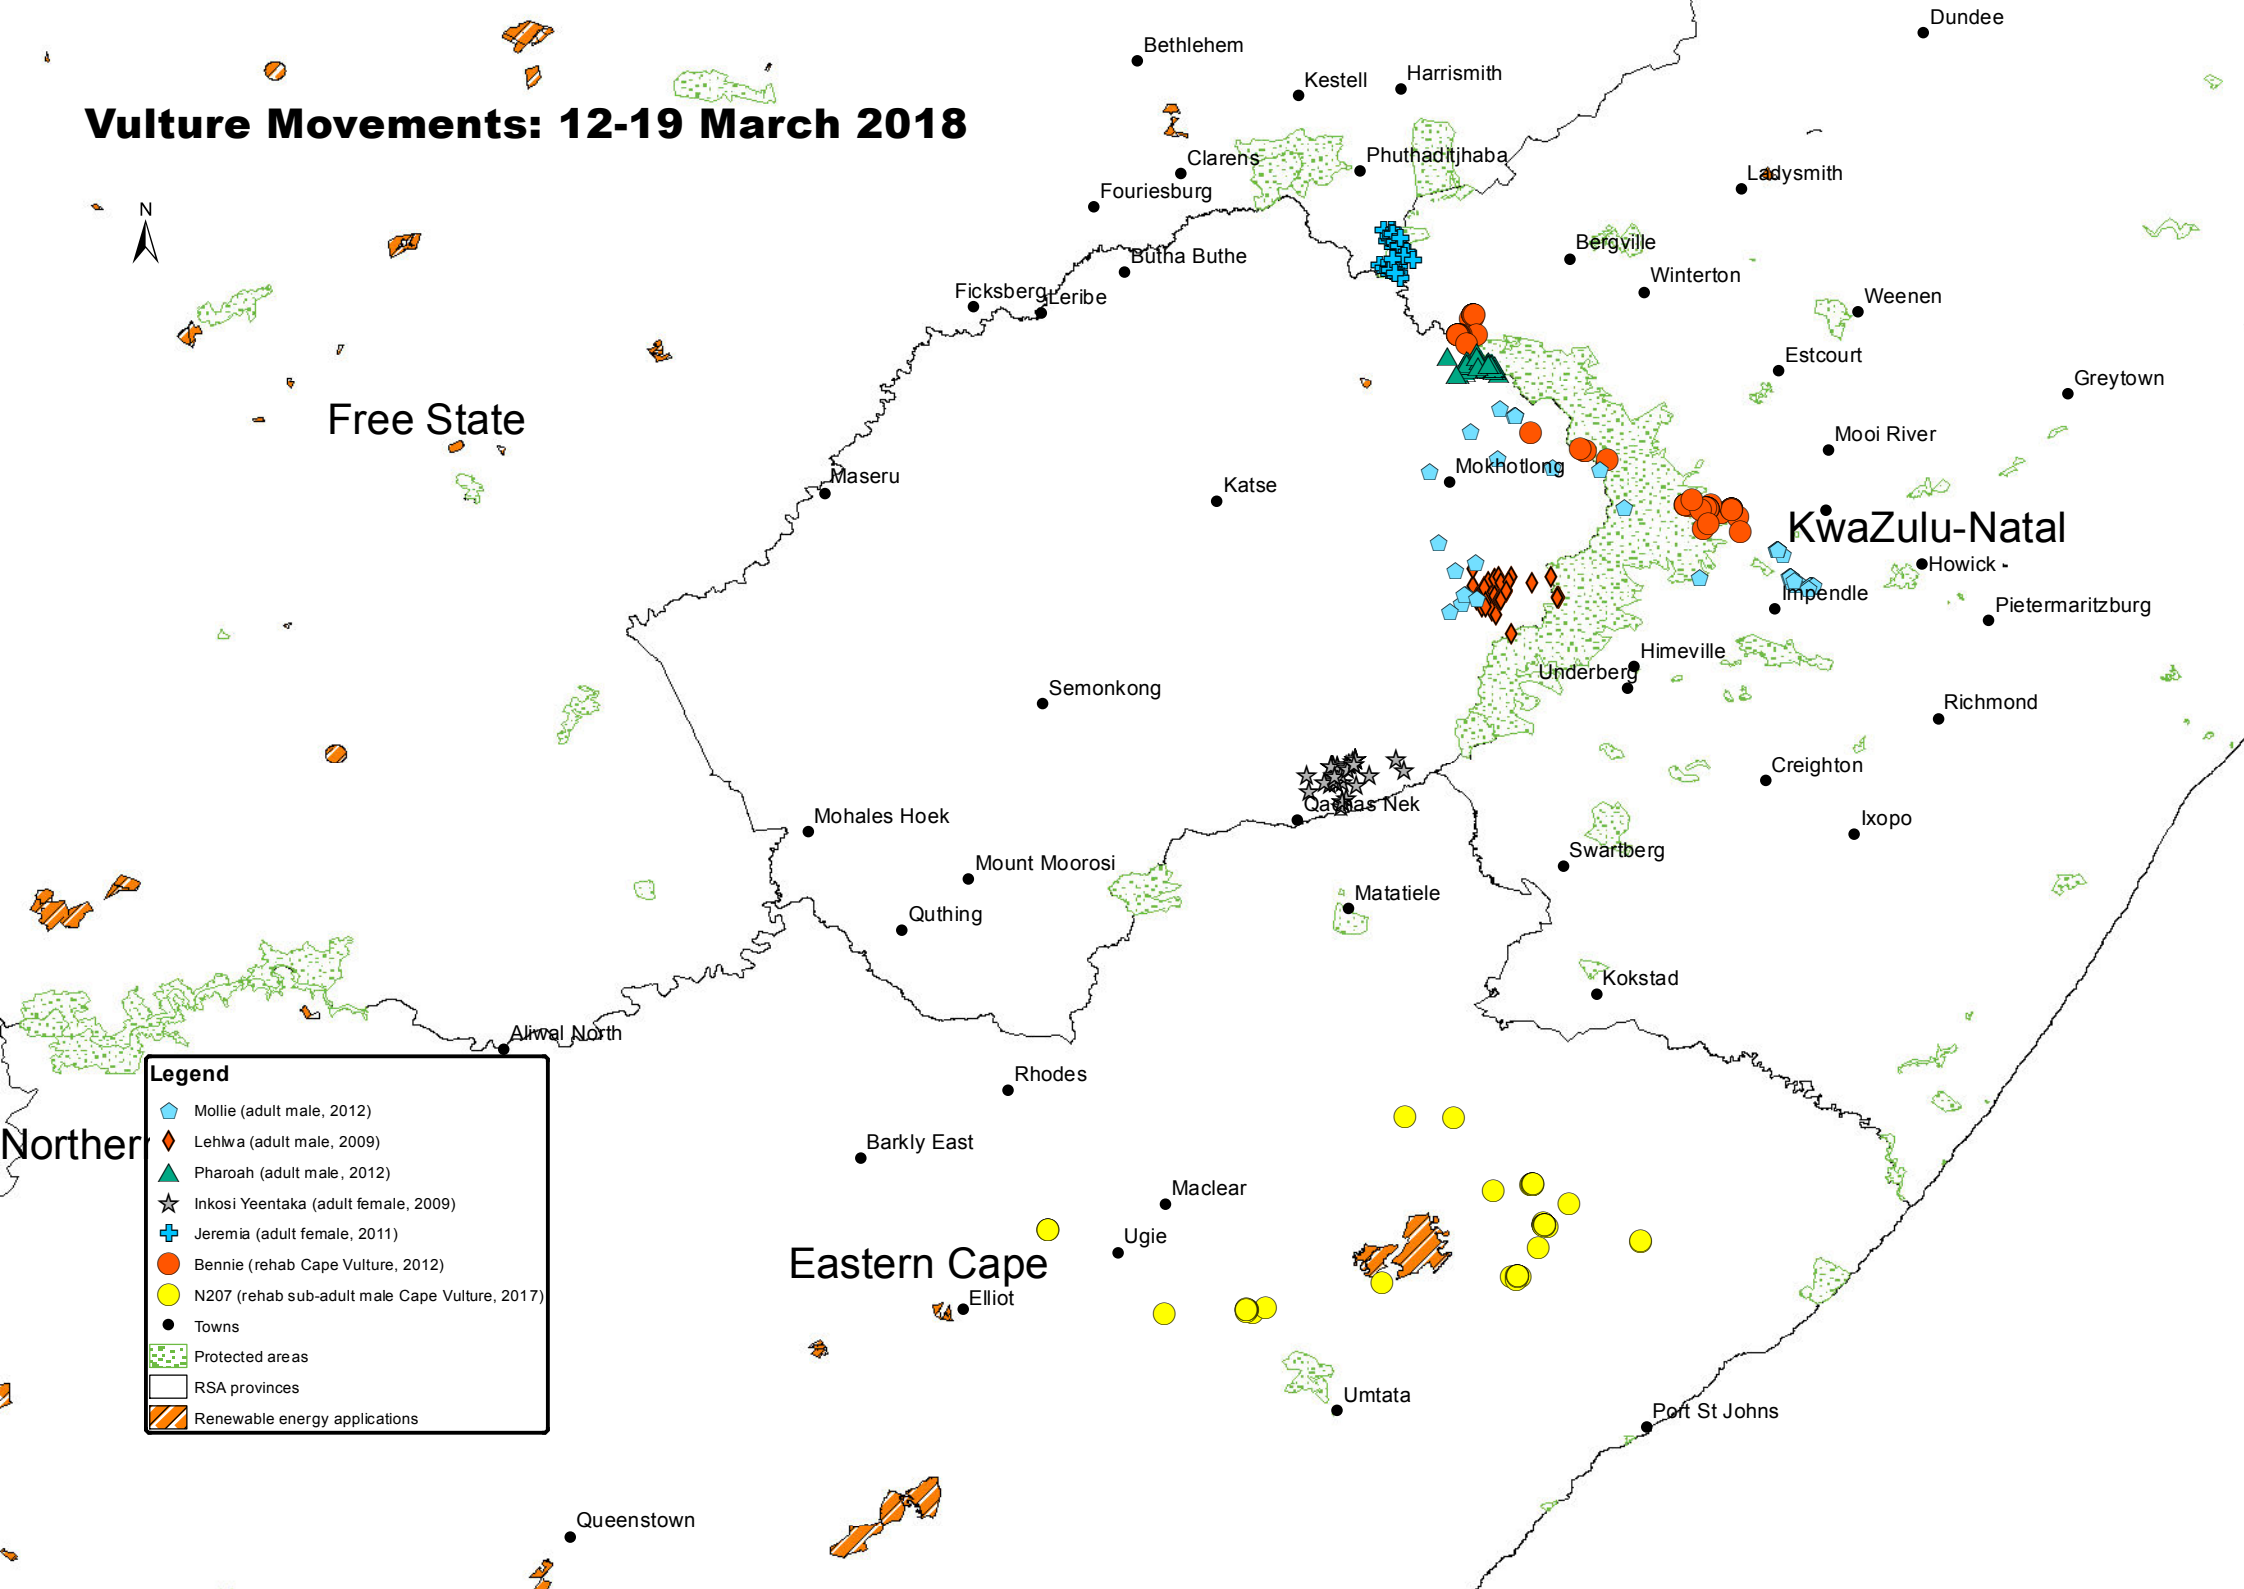 Dundee
Bethlehem
Kestell
Harrismith
Vulture Movements: 12-19 March 2018
Clarens
Phuthaditjhaba
Ladysmith
Fouriesburg
N
Butha Buthe
Bergville
Winterton
Ficksberg
Leribe
Weenen
Estcourt
Greytown
Free State
Mooi River
Mokhotlong
Maseru
Katse
KwaZulu-Natal
Howick
Impendle
Pietermaritzburg
Himeville
Underberg
Semonkong
Richmond
Creighton
Qachas Nek
Mohales Hoek
Ixopo
Swartberg
Mount Moorosi
Matatiele
Quthing
Kokstad
Aliwal North
Rhodes
Northern
Barkly East
Maclear
Ugie
Eastern Cape
Elliot
Umtata
Port St Johns
Queenstown
Legend
Mollie (adult male, 2012)
Lehlwa (adult male, 2009)
Pharoah (adult male, 2012)
Inkosi Yeentaka (adult female, 2009)
Jeremia (adult female, 2011)
Bennie (rehab Cape Vulture, 2012)
N207 (rehab sub-adult male Cape Vulture, 2017)
Towns
Protected areas
RSA provinces
Renewable energy applications